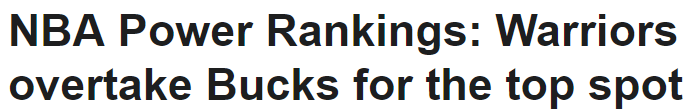 NBA Power Rankings: Warriors
overtake Bucks for the top spot